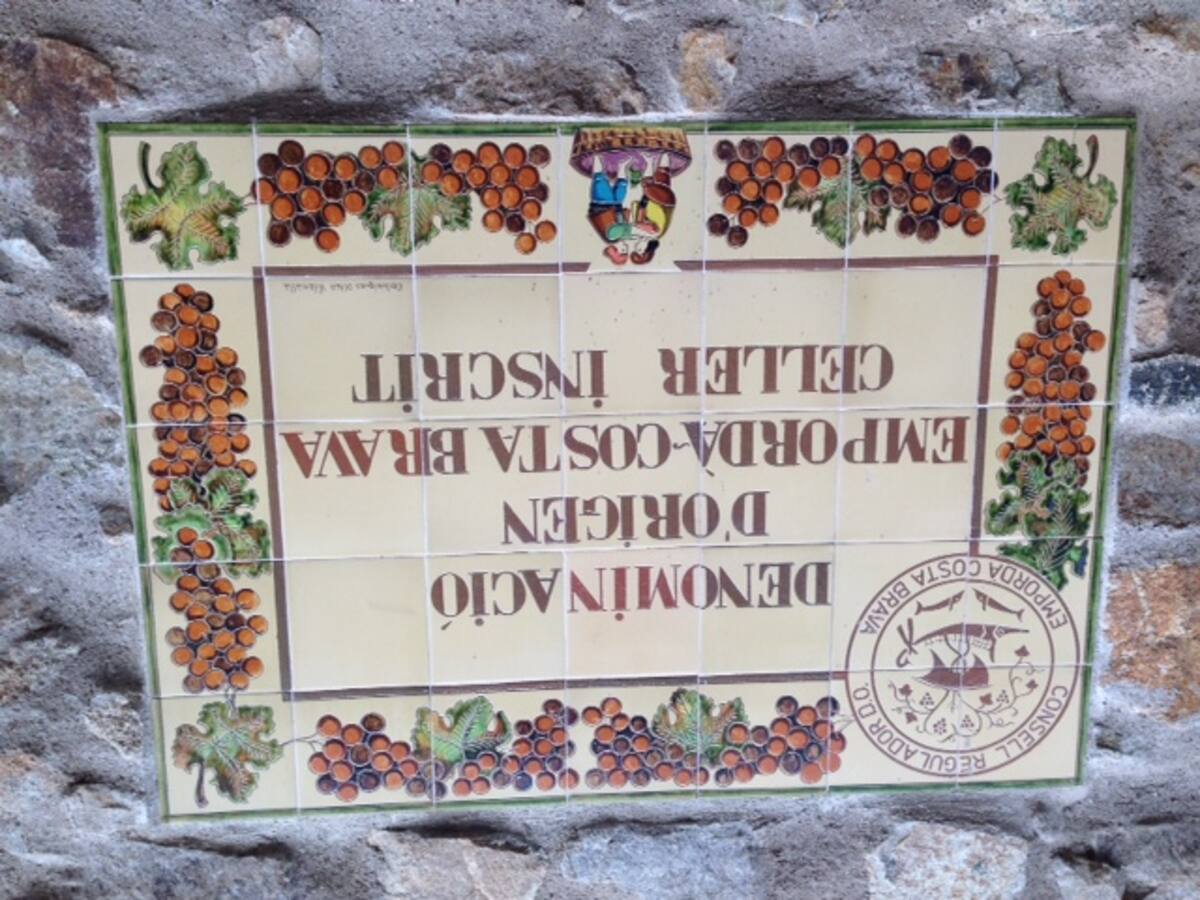 CONSELL REGULADOR D.O.
EMPORDA COSTA BRAVA
DENOMINACIÓ
D'ORIGEN
EMPORDÀ-COSTA BRAVA
CELLER INSCRIT